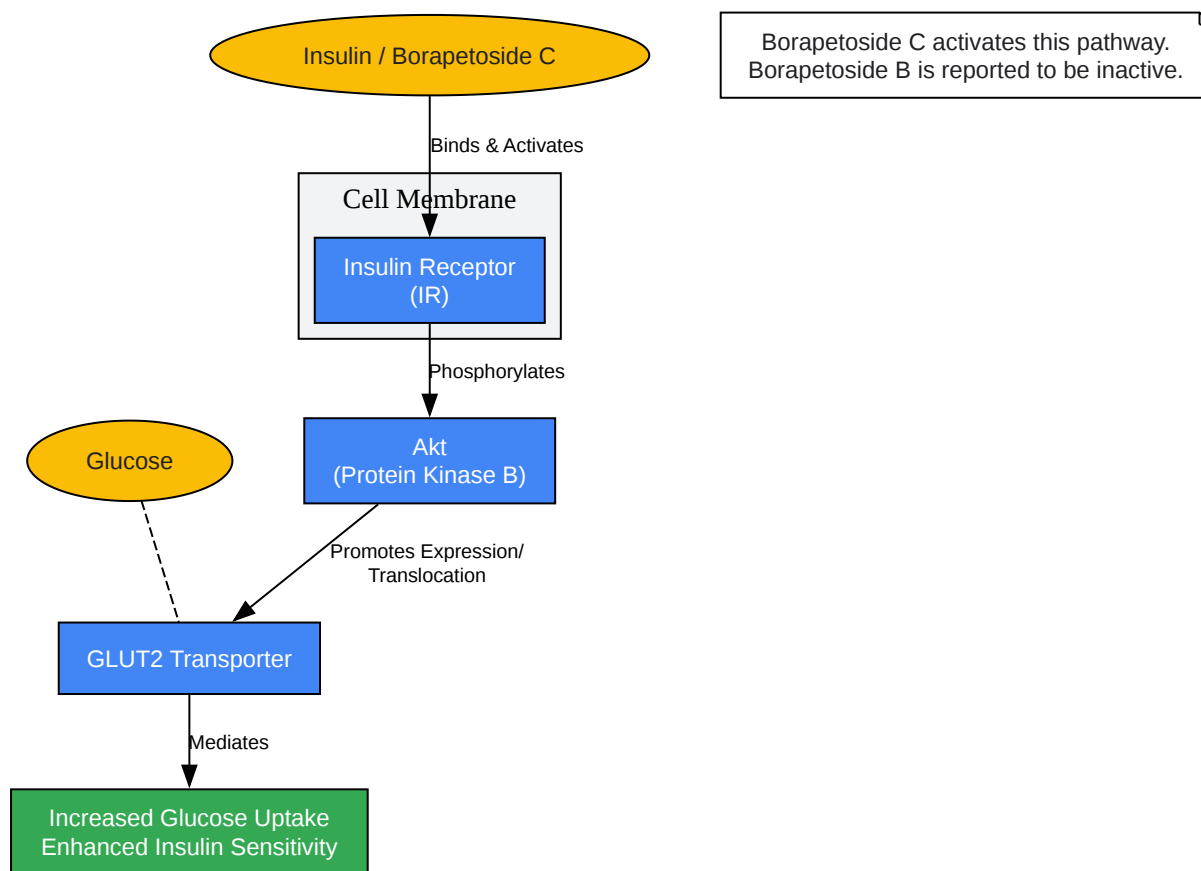 Insulin / Borapetoside C
Borapetoside C activates this pathway.
Borapetoside B is reported to be inactive.
Binds & Activates
Cell Membrane
Insulin Receptor
(IR)
Phosphorylates
Akt
(Protein Kinase B)
Glucose
Promotes Expression/
Translocation
GLUT2 Transporter
Mediates
Increased Glucose Uptake
Enhanced Insulin Sensitivity